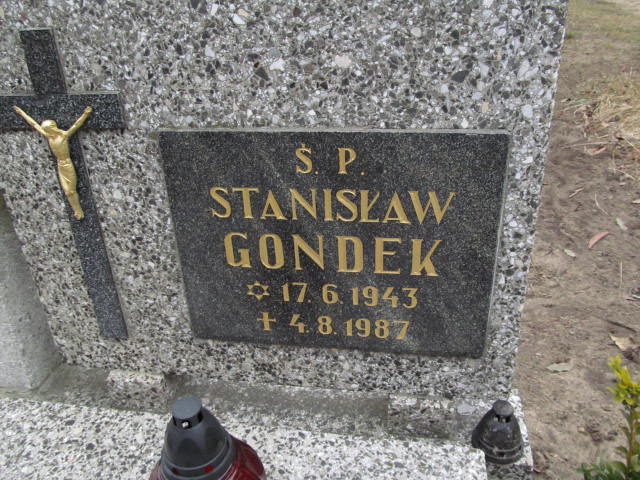 Ś. P.
STANISŁAW
GONDEK
✡ 17. 6. 1943
✝ 4. 8. 1987